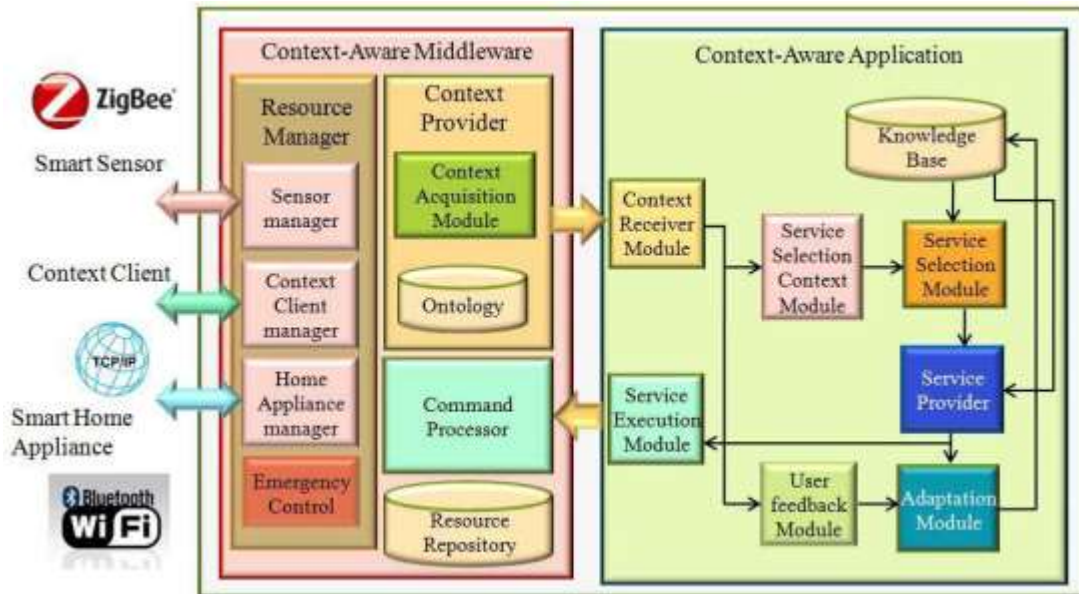 Context-Aware Middleware
Context-Aware Application
ZigBee®
Smart Sensor
Context Client
TCP/IP
Smart Home
Appliance
Bluetooth
WiFi
Resource
Manager
Sensor
manager
Context
Client
manager
Home
Appliance
manager
Emergency
Control
Context
Provider
Context
Acquisition
Module
Ontology
Command
Processor
Resource
Repository
Context
Receiver
Module
Service
Execution
Module
Knowledge
Base
Service
Selection
Context
Module
Service
Selection
Module
Service
Provider
User
feedback
Module
Adaptation
Module